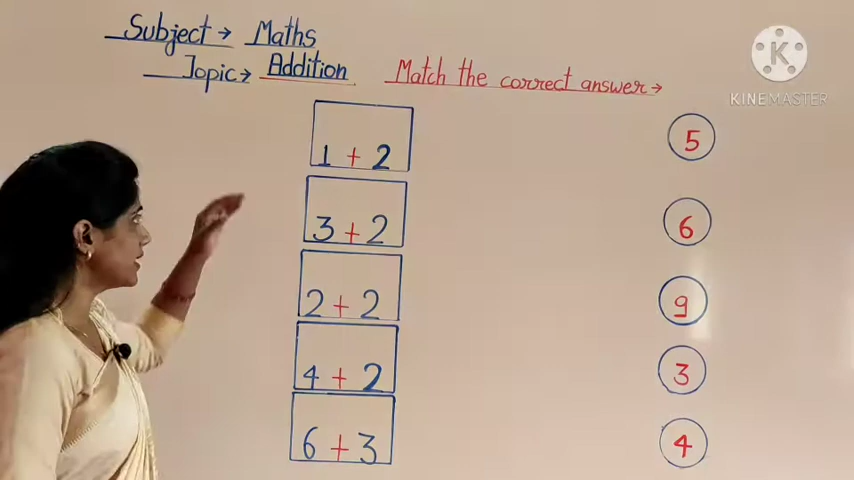 Subject → Maths
Topic → Addition Match the correct answer →
1 + 2 5
3 + 2 6
2 + 2 9
4 + 2 3
6 + 3 4
K
KINEMASTER